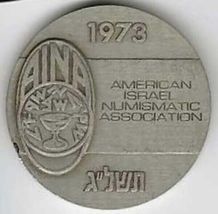 1973
AINA
AMERICAN
ISRAEL
NUMISMATIC
ASSOCIATION
תשל"ג